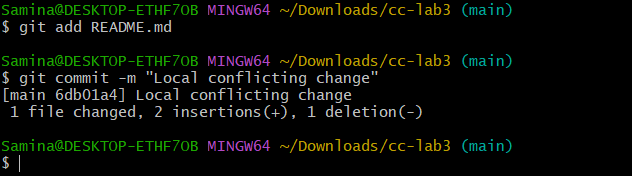 Samina@DESKTOP-ETHF7OB MINGW64 ~/Downloads/cc-lab3 (main)
$ git add README.md
Samina@DESKTOP-ETHF7OB MINGW64 ~/Downloads/cc-lab3 (main)
$ git commit -m "Local conflicting change"
[main 6db01a4] Local conflicting change
 1 file changed, 2 insertions(+), 1 deletion(-)
Samina@DESKTOP-ETHF7OB MINGW64 ~/Downloads/cc-lab3 (main)
$